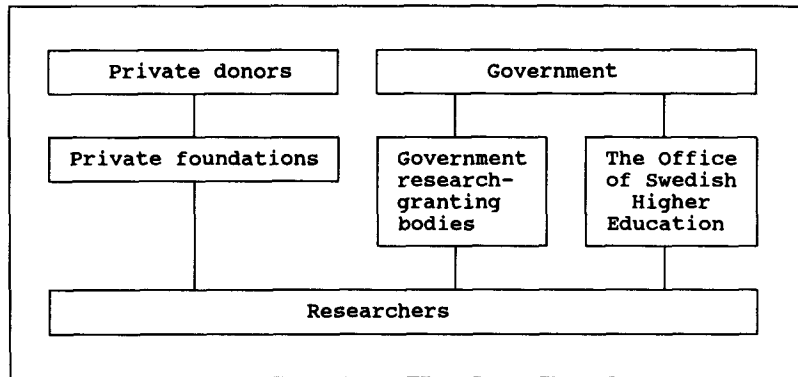 Private donors
Government
Private foundations
Government
research-
granting
bodies
The Office
of Swedish
Higher
Education
Researchers